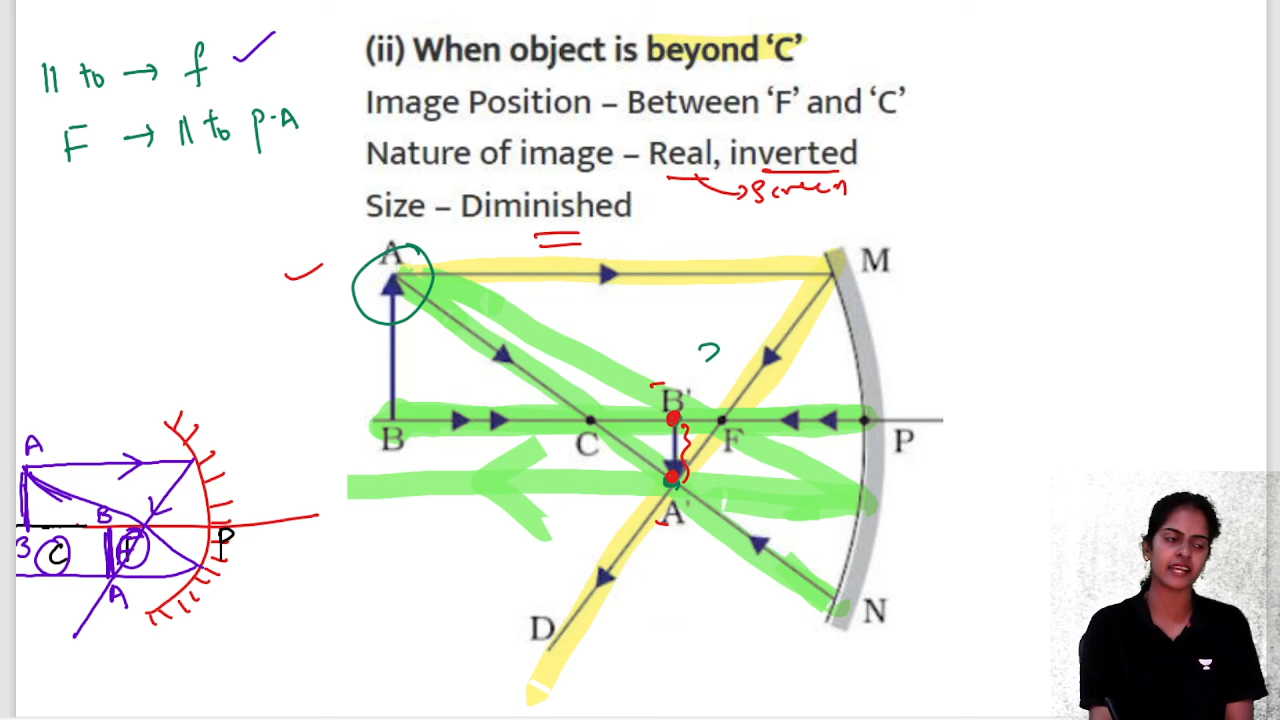 || to → f ✓
F → || to P.A
(ii) When object is beyond ‘C’
Image Position – Between ‘F’ and ‘C’
Nature of image – Real, inverted
→ Screen
Size – Diminished
A
M
B'
B
C
F
P
A'
D
N
A
B
P
C
F
A